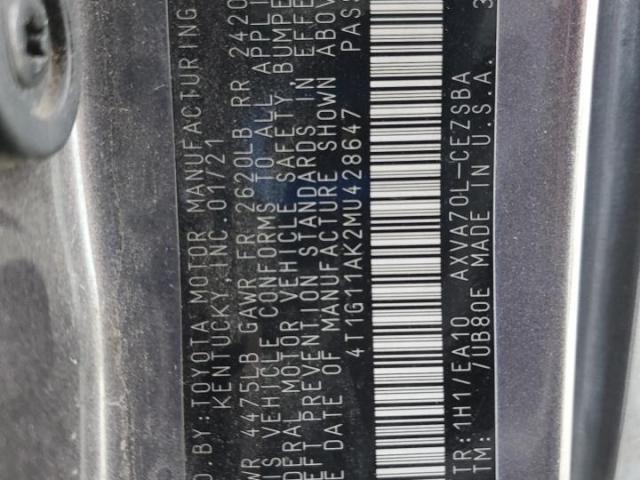 D.BY:TOYOTA MOTOR MANUFACTURING
KENTUCKY,INC.01/21
WR 4475LB GAWR FR 2620LB RR 2420
IS VEHICLE CONFORMS TO ALL APPLI
DERAL MOTOR VEHICLE SAFETY, BUMPE
EFT PREVENTION STANDARDS IN EFFE
E DATE OF MANUFACTURE SHOWN ABOV
4T1G11AK2MU428647 PASS
TR:1H1/EA10 AXVA70L-CEZSBA
TM: 7UB80E MADE IN U.S.A. 3